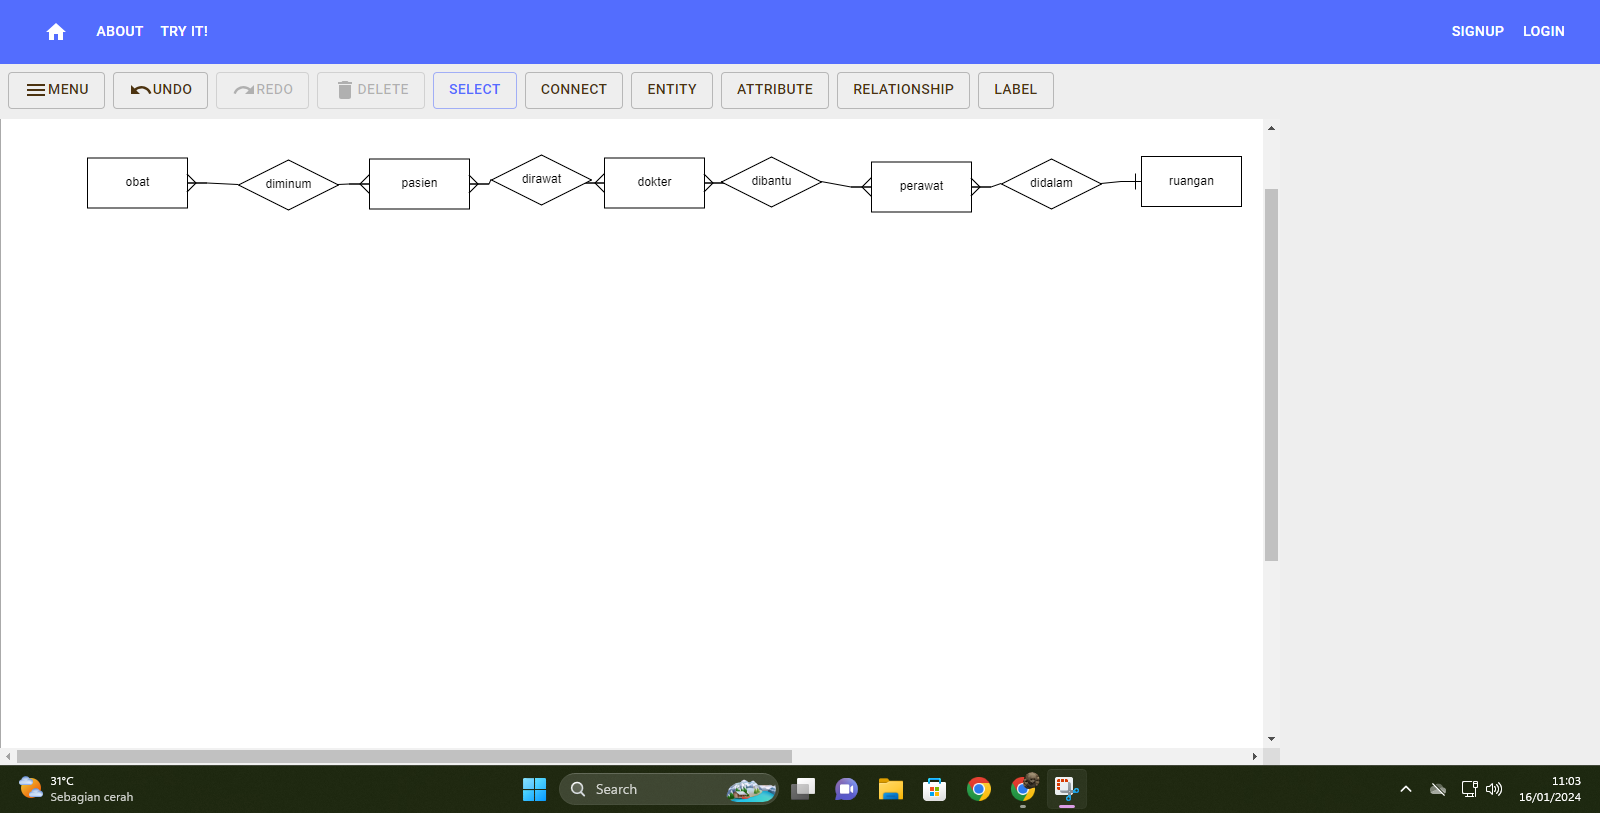 ABOUT TRY IT! SIGNUP LOGIN
MENU UNDO REDO DELETE SELECT CONNECT ENTITY ATTRIBUTE RELATIONSHIP LABEL
obat diminum pasien dirawat dokter dibantu perawat didalam ruangan
31°C
Sebagian cerah
Search
11:03
16/01/2024